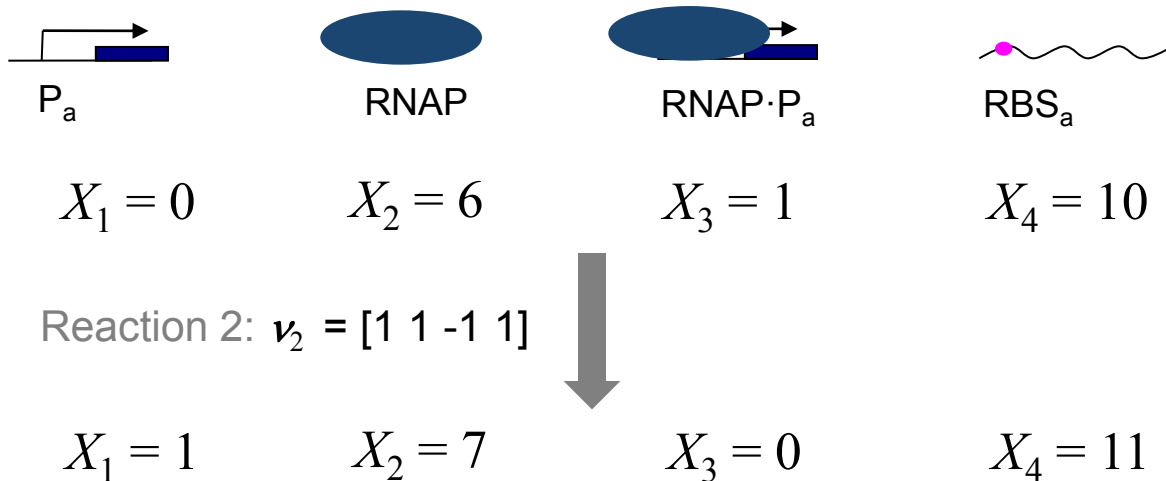 Pₐ RNAP RNAP·Pₐ RBSₐ
X₁ = 0 X₂ = 6 X₃ = 1 X₄ = 10
Reaction 2: ν₂ = [1 1 -1 1]
X₁ = 1 X₂ = 7 X₃ = 0 X₄ = 11